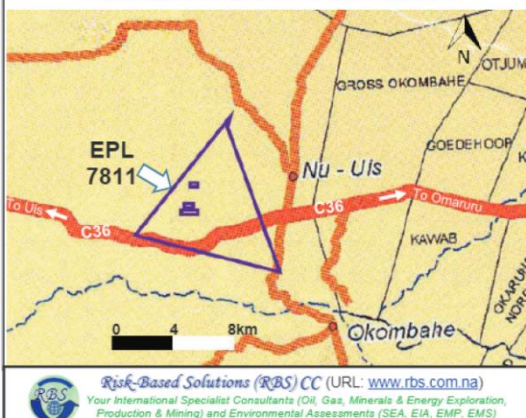 N
OTJUM
GROSS OKOMBAHE
GOEDEHOOP
K
EPL
7811
Nu - Uis
To Uis
C36
C36
To Omaruru
KAWAB
OKARUH
NOR
0 4 8km
Okombahe
RBS
Risk-Based Solutions (RBS) CC (URL: www.rbs.com.na)
Your International Specialist Consultants (Oil, Gas, Minerals & Energy Exploration,
Production & Mining) and Environmental Assessments (SEA, EIA, EMP, EMS)